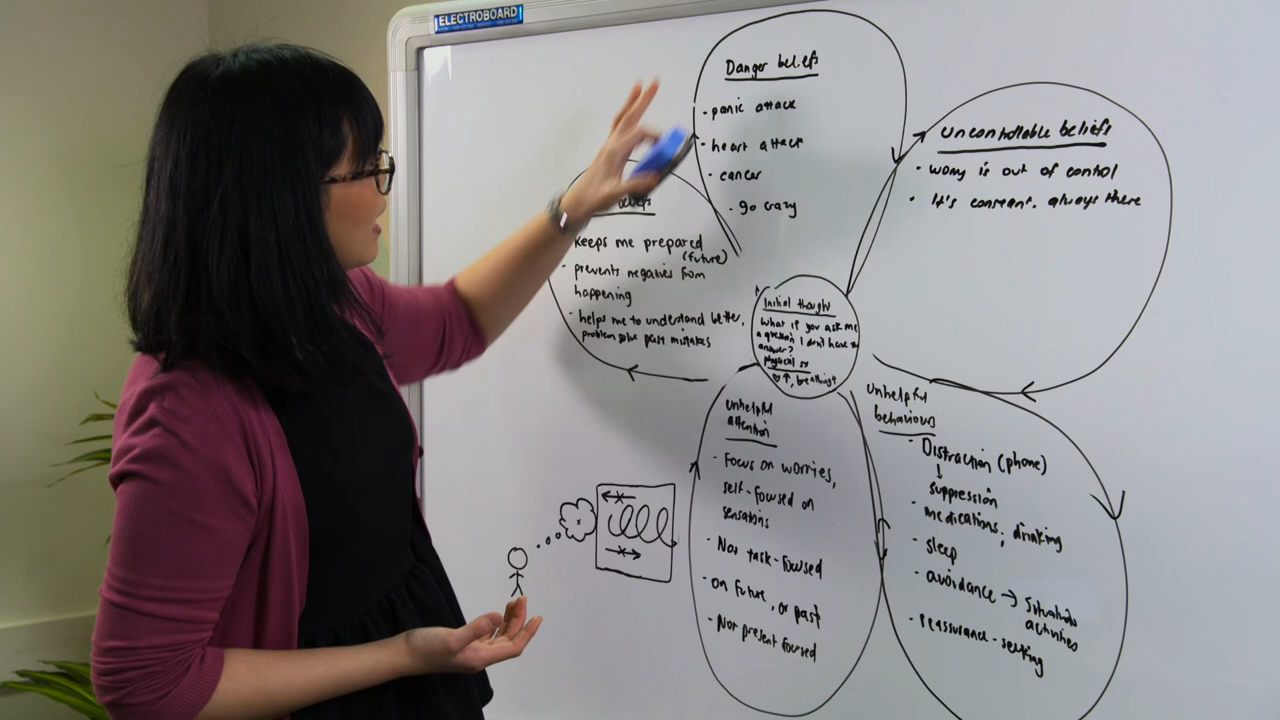 ELECTROBOARD
Danger beliefs
- panic attack
- heart attack
- cancer
- go crazy
uncontrollable beliefs
- worry is out of control
- It's constant, always there
beliefs
keeps me prepared
(future)
- prevents negatives from
happening
- helps me to understand better,
problem solve past mistakes
Initial thought
What if you ask me
a question I don't have the
answer?
physical sx
♡↑, breathing↑
unhelpful
attention
- Focus on worries,
self-focused on
sensations
- Not task-focused
- on future, or past
- Not present focused
unhelpful
behaviours
- Distraction (phone)
↓
suppression
- medications, drinking
- sleep
- avoidance → situations
activities
- reassurance-seeking